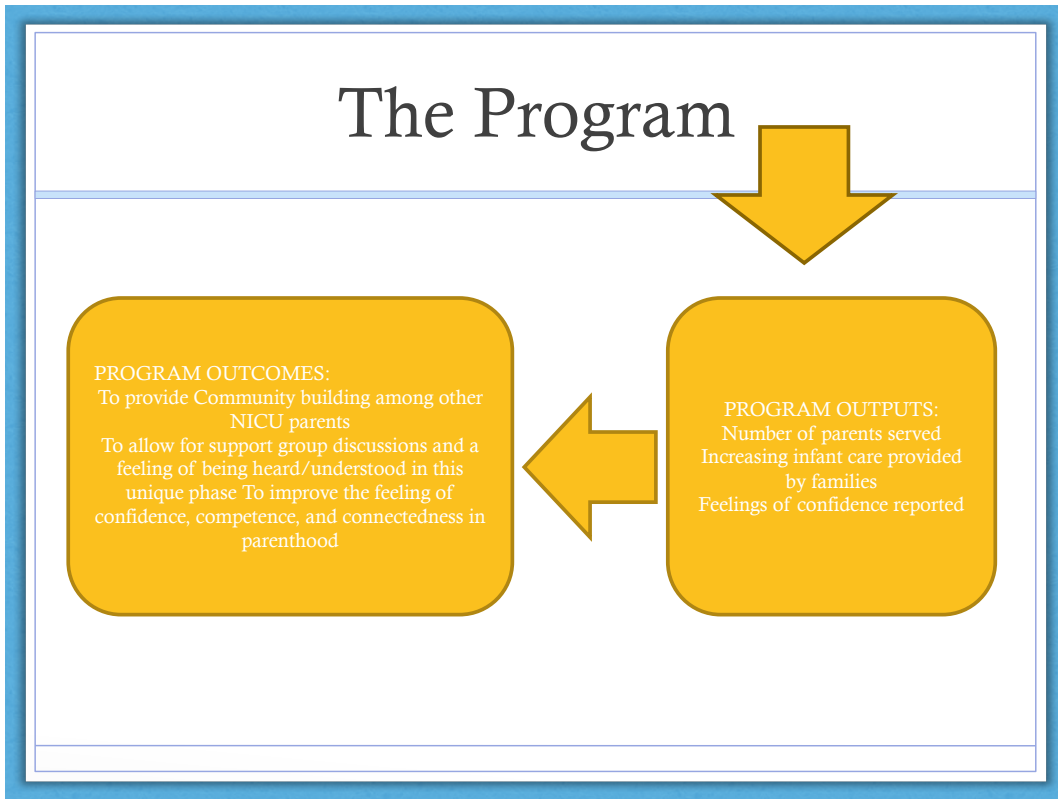 The Program
PROGRAM OUTCOMES:
To provide Community building among other
NICU parents
To allow for support group discussions and a
feeling of being heard/understood in this
unique phase To improve the feeling of
confidence, competence, and connectedness in
parenthood
PROGRAM OUTPUTS:
Number of parents served
Increasing infant care provided
by families
Feelings of confidence reported